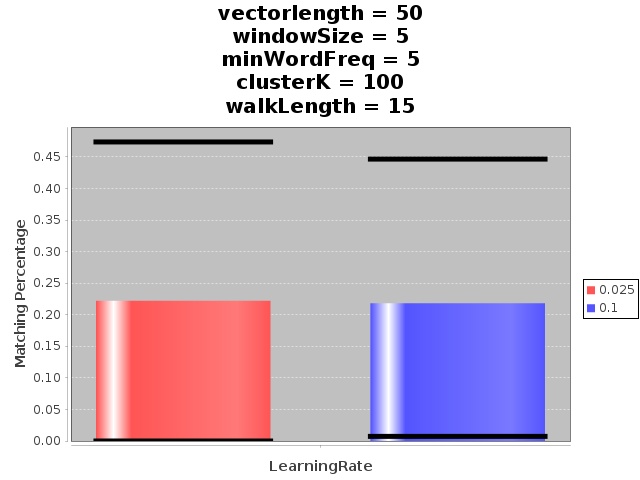 vectorlength = 50
windowSize = 5
minWordFreq = 5
clusterK = 100
walkLength = 15
Matching Percentage
0.45
0.40
0.35
0.30
0.25
0.20
0.15
0.10
0.05
0.00
LearningRate
0.025
0.1